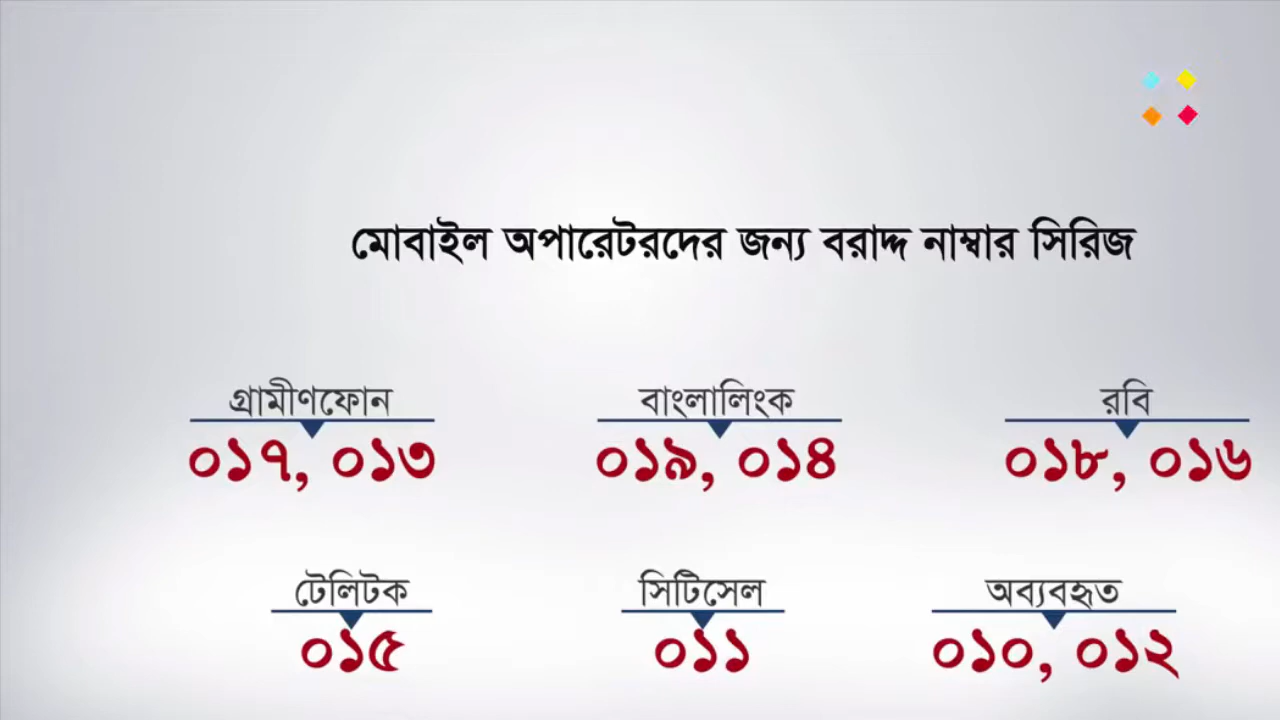 মোবাইল অপারেটরদের জন্য বরাদ্দ নাম্বার সিরিজ
গ্রামীণফোন বাংলালিংক রবি
০১৭, ০১৩ ০১৯, ০১৪ ০১৮, ০১৬
টেলিটক সিটিসেল অব্যবহৃত
০১৫ ০১১ ০১০, ০১২